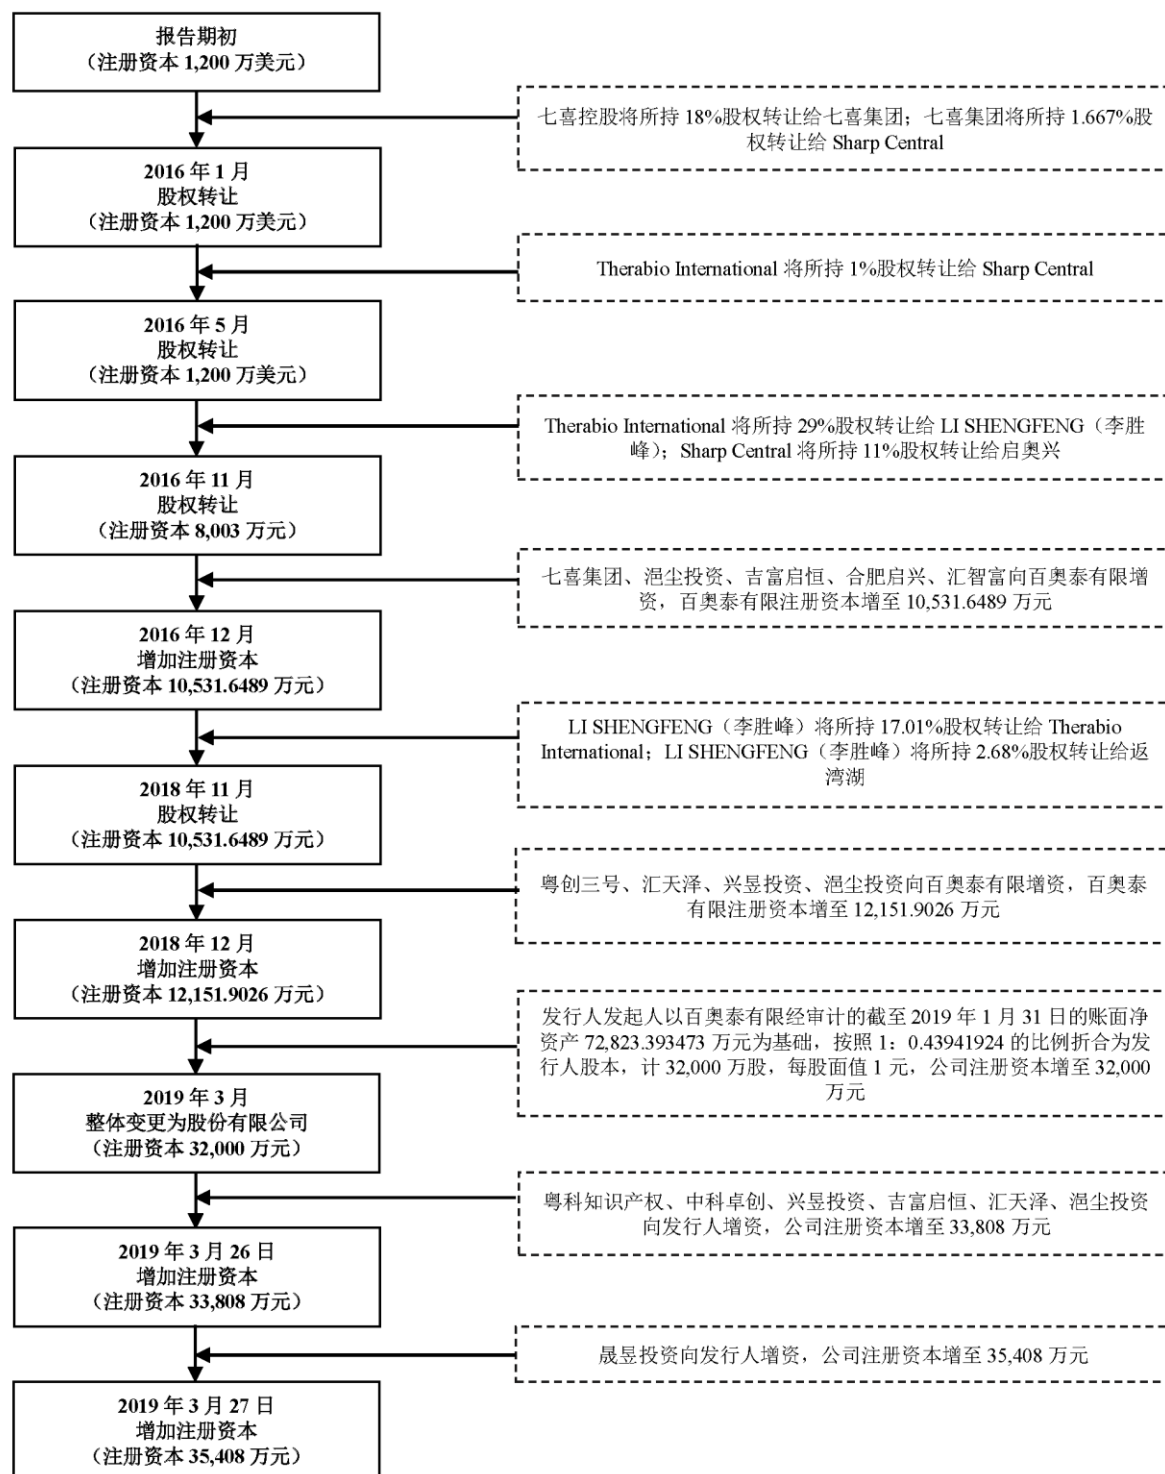 报告期初
（注册资本 1,200 万美元）
七喜控股将所持 18%股权转让给七喜集团；七喜集团将所持 1.667%股
权转让给 Sharp Central
2016 年 1 月
股权转让
（注册资本 1,200 万美元）
Therabio International 将所持 1%股权转让给 Sharp Central
2016 年 5 月
股权转让
（注册资本 1,200 万美元）
Therabio International 将所持 29%股权转让给 LI SHENGFENG（李胜
峰）；Sharp Central 将所持 11%股权转让给启奥兴
2016 年 11 月
股权转让
（注册资本 8,003 万元）
七喜集团、浥尘投资、吉富启恒、合肥启兴、汇智富向百奥泰有限增
资，百奥泰有限注册资本增至 10,531.6489 万元
2016 年 12 月
增加注册资本
（注册资本 10,531.6489 万元）
LI SHENGFENG（李胜峰）将所持 17.01%股权转让给 Therabio
International；LI SHENGFENG（李胜峰）将所持 2.68%股权转让给返
湾湖
2018 年 11 月
股权转让
（注册资本 10,531.6489 万元）
粤创三号、汇天泽、兴昱投资、浥尘投资向百奥泰有限增资，百奥泰
有限注册资本增至 12,151.9026 万元
2018 年 12 月
增加注册资本
（注册资本 12,151.9026 万元）
发行人发起人以百奥泰有限经审计的截至 2019 年 1 月 31 日的账面净
资产 72,823.393473 万元为基础，按照 1：0.43941924 的比例折合为发
行人股本，计 32,000 万股，每股面值 1 元，公司注册资本增至 32,000
万元
2019 年 3 月
整体变更为股份有限公司
（注册资本 32,000 万元）
粤科知识产权、中科卓创、兴昱投资、吉富启恒、汇天泽、浥尘投资
向发行人增资，公司注册资本增至 33,808 万元
2019 年 3 月 26 日
增加注册资本
（注册资本 33,808 万元）
晟昱投资向发行人增资，公司注册资本增至 35,408 万元
2019 年 3 月 27 日
增加注册资本
（注册资本 35,408 万元）